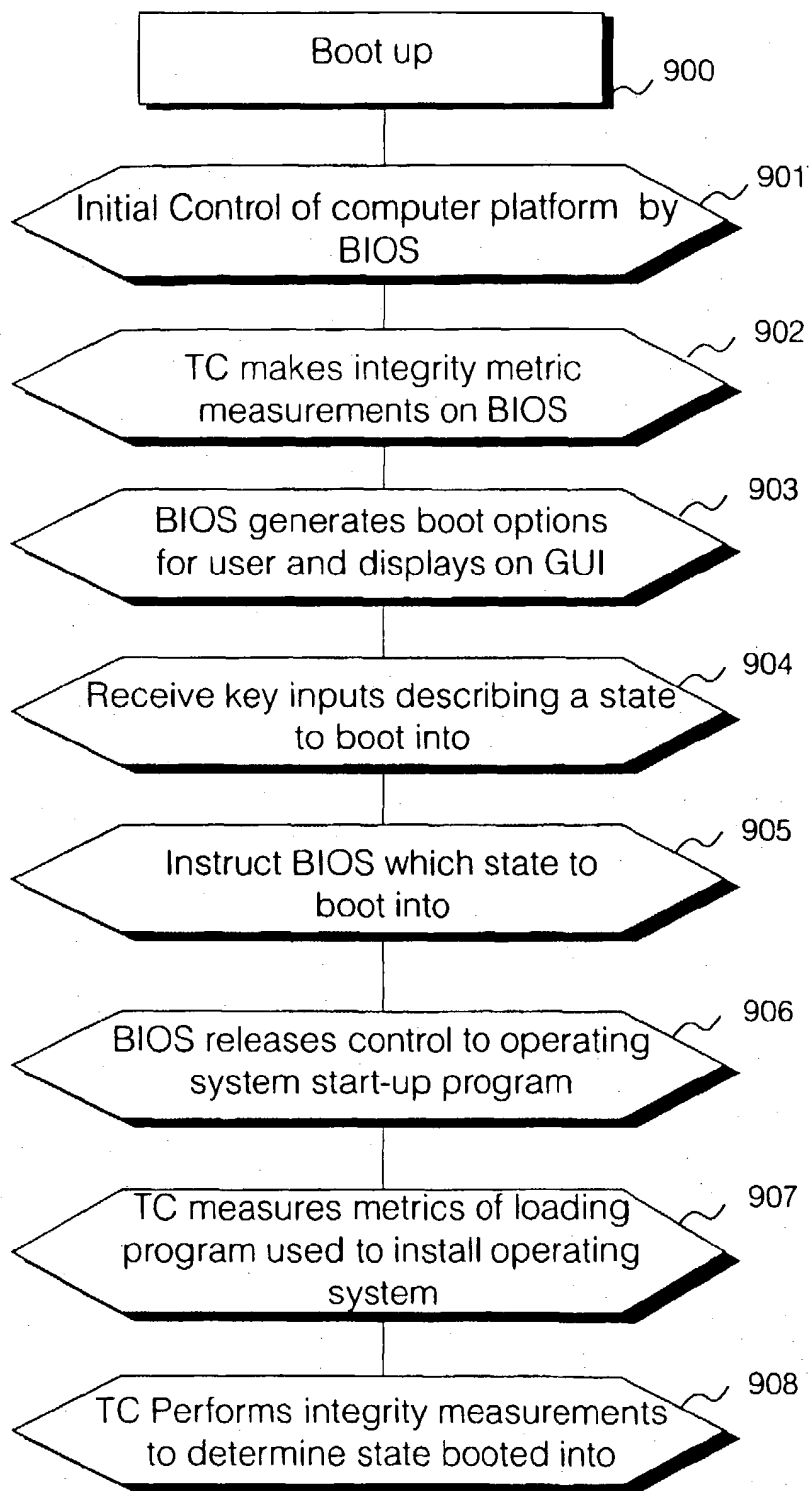 Boot up
900
Initial Control of computer platform by
BIOS
901
TC makes integrity metric
measurements on BIOS
902
BIOS generates boot options
for user and displays on GUI
903
Receive key inputs describing a state
to boot into
904
Instruct BIOS which state to
boot into
905
BIOS releases control to operating
system start-up program
906
TC measures metrics of loading
program used to install operating
system
907
TC Performs integrity measurements
to determine state booted into
908